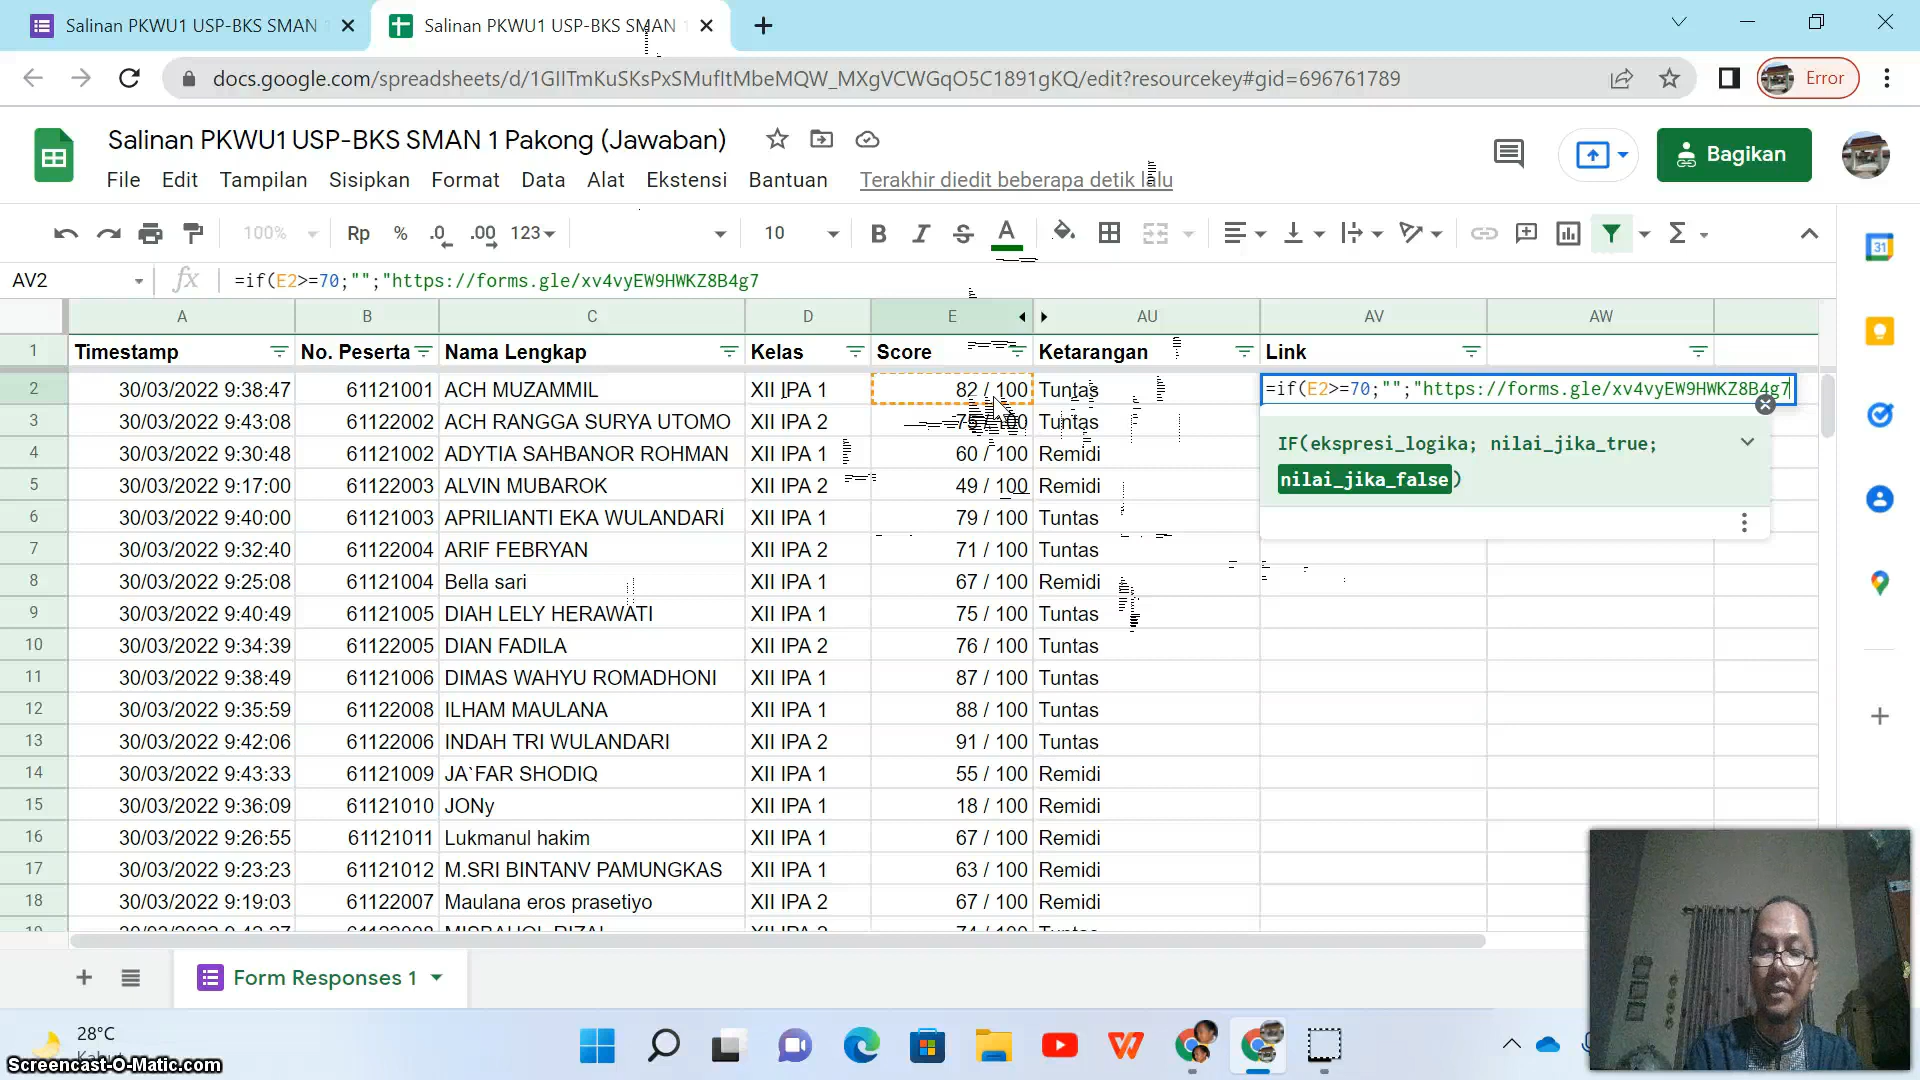 Salinan PKWU1 USP-BKS SMAN 1
Salinan PKWU1 USP-BKS SMAN 1
docs.google.com/spreadsheets/d/1GIITmKuSKsPxSMufItMbeMQW_MXgVCWGqO5C1891gKQ/edit?resourcekey#gid=696761789
Error
Salinan PKWU1 USP-BKS SMAN 1 Pakong (Jawaban)
Bagikan
File Edit Tampilan Sisipkan Format Data Alat Ekstensi Bantuan Terakhir diedit beberapa detik lalu
100% Rp % .0 .00 123 10 B I S A Σ
AV2 fx =if(E2>=70;"";"https://forms.gle/xv4vyEW9HWKZ8B4g7
A B C D E AU AV AW
1 Timestamp No. Peserta Nama Lengkap Kelas Score Ketarangan Link
2 30/03/2022 9:38:47 61121001 ACH MUZAMMIL XII IPA 1 82 / 100 Tuntas =if(E2>=70;"";"https://forms.gle/xv4vyEW9HWKZ8B4g7
3 30/03/2022 9:43:08 61122002 ACH RANGGA SURYA UTOMO XII IPA 2 75 / 100 Tuntas
4 30/03/2022 9:30:48 61121002 ADYTIA SAHBANOR ROHMAN XII IPA 1 60 / 100 Remidi
IF(ekspresi_logika; nilai_jika_true;
nilai_jika_false)
5 30/03/2022 9:17:00 61122003 ALVIN MUBAROK XII IPA 2 49 / 100 Remidi
6 30/03/2022 9:40:00 61121003 APRILIANTI EKA WULANDARI XII IPA 1 79 / 100 Tuntas
7 30/03/2022 9:32:40 61122004 ARIF FEBRYAN XII IPA 2 71 / 100 Tuntas
8 30/03/2022 9:25:08 61121004 Bella sari XII IPA 1 67 / 100 Remidi
9 30/03/2022 9:40:49 61121005 DIAH LELY HERAWATI XII IPA 1 75 / 100 Tuntas
10 30/03/2022 9:34:39 61122005 DIAN FADILA XII IPA 2 76 / 100 Tuntas
11 30/03/2022 9:38:49 61121006 DIMAS WAHYU ROMADHONI XII IPA 1 87 / 100 Tuntas
12 30/03/2022 9:35:59 61122008 ILHAM MAULANA XII IPA 1 88 / 100 Tuntas
13 30/03/2022 9:42:06 61122006 INDAH TRI WULANDARI XII IPA 2 91 / 100 Tuntas
14 30/03/2022 9:43:33 61121009 JA`FAR SHODIQ XII IPA 1 55 / 100 Remidi
15 30/03/2022 9:36:09 61121010 JONy XII IPA 1 18 / 100 Remidi
16 30/03/2022 9:26:55 61121011 Lukmanul hakim XII IPA 1 67 / 100 Remidi
17 30/03/2022 9:23:23 61121012 M.SRI BINTANV PAMUNGKAS XII IPA 1 63 / 100 Remidi
18 30/03/2022 9:19:03 61122007 Maulana eros prasetiyo XII IPA 2 67 / 100 Remidi
Form Responses 1
28°C
Screencast-O-Matic.com